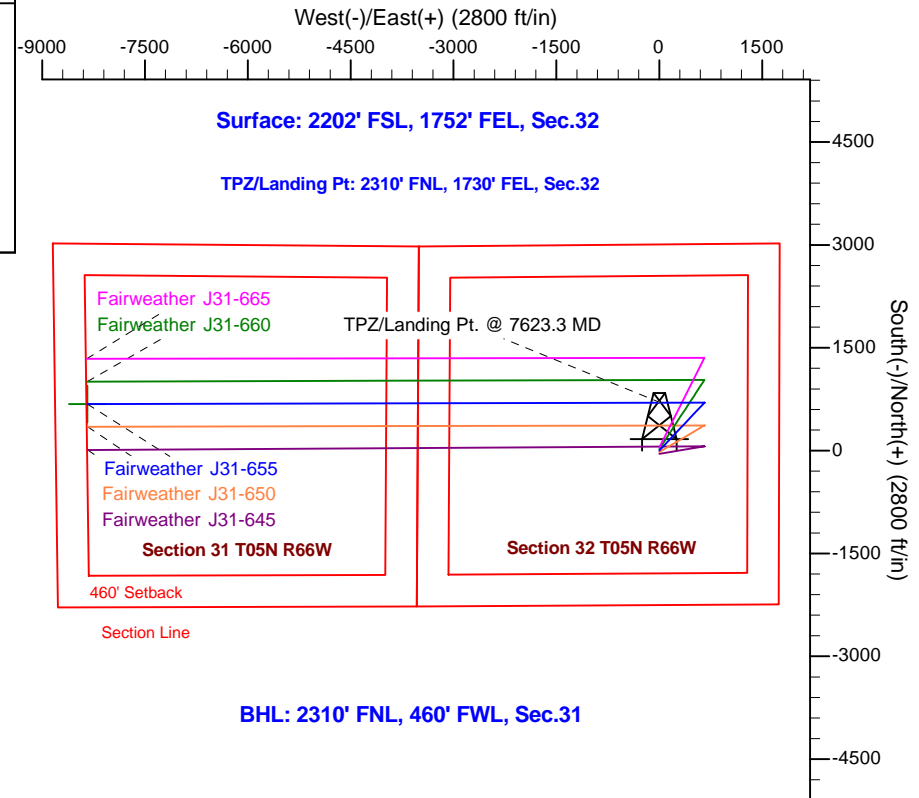 West(-)/East(+) (2800 ft/in)
-9000 -7500 -6000 -4500 -3000 -1500 0 1500
Surface: 2202' FSL, 1752' FEL, Sec.32
4500
TPZ/Landing Pt: 2310' FNL, 1730' FEL, Sec.32
3000
Fairweather J31-665
Fairweather J31-660
TPZ/Landing Pt. @ 7623.3 MD
1500
South(-)/North(+) (2800 ft/in)
0
Fairweather J31-655
Fairweather J31-650
Fairweather J31-645
Section 31 T05N R66W
Section 32 T05N R66W
-1500
460' Setback
Section Line
-3000
BHL: 2310' FNL, 460' FWL, Sec.31
-4500